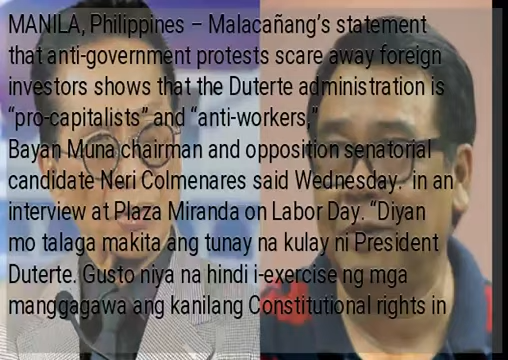 MANILA, Philippines – Malacañang’s statement
that anti-government protests scare away foreign
investors shows that the Duterte administration is
“pro-capitalists” and “anti-workers,”
Bayan Muna chairman and opposition senatorial
candidate Neri Colmenares said Wednesday. in an
interview at Plaza Miranda on Labor Day. “Diyan
mo talaga makita ang tunay na kulay ni President
Duterte. Gusto niya na hindi i-exercise ng mga
manggagawa ang kanilang Constitutional rights in